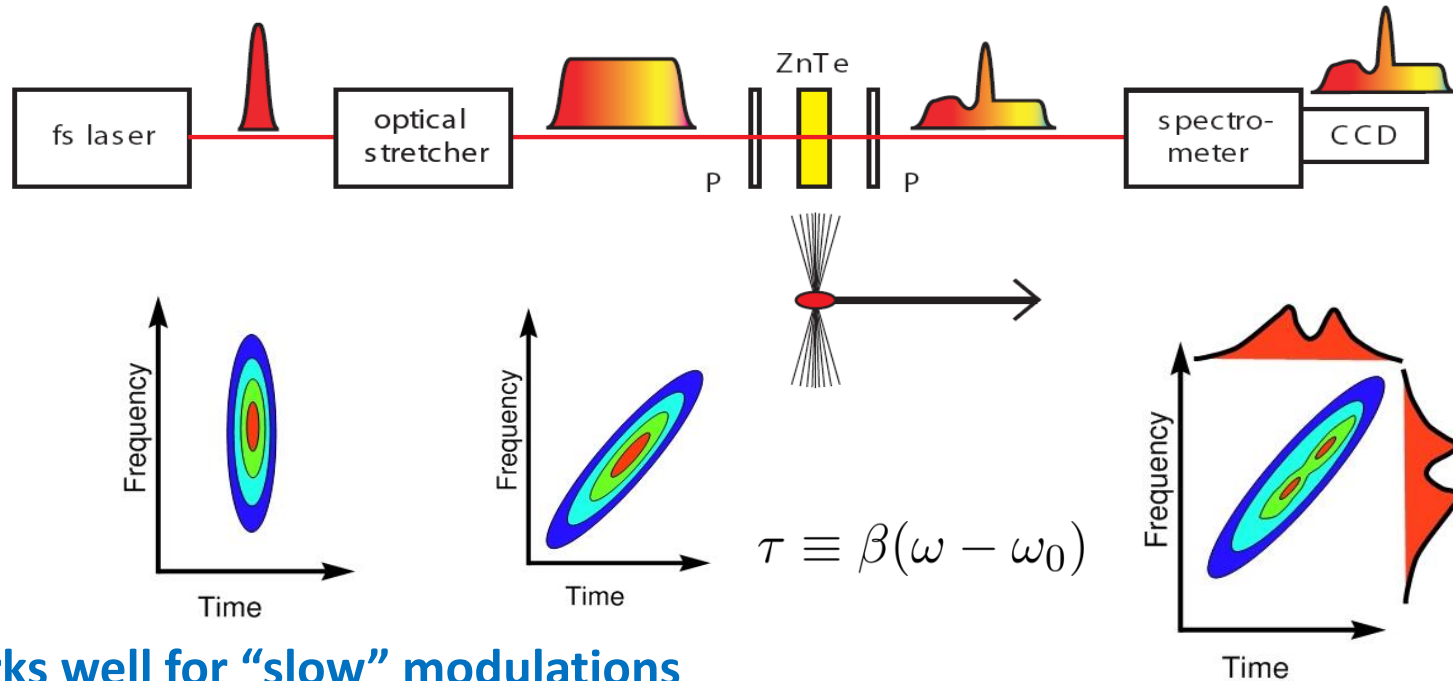 fs laser
optical
stretcher
P
ZnTe
P
spectro-
meter
CCD
Frequency
Time
Frequency
Time
τ ≡ β(ω − ω₀)
Frequency
Time
rks well for “slow” modulations